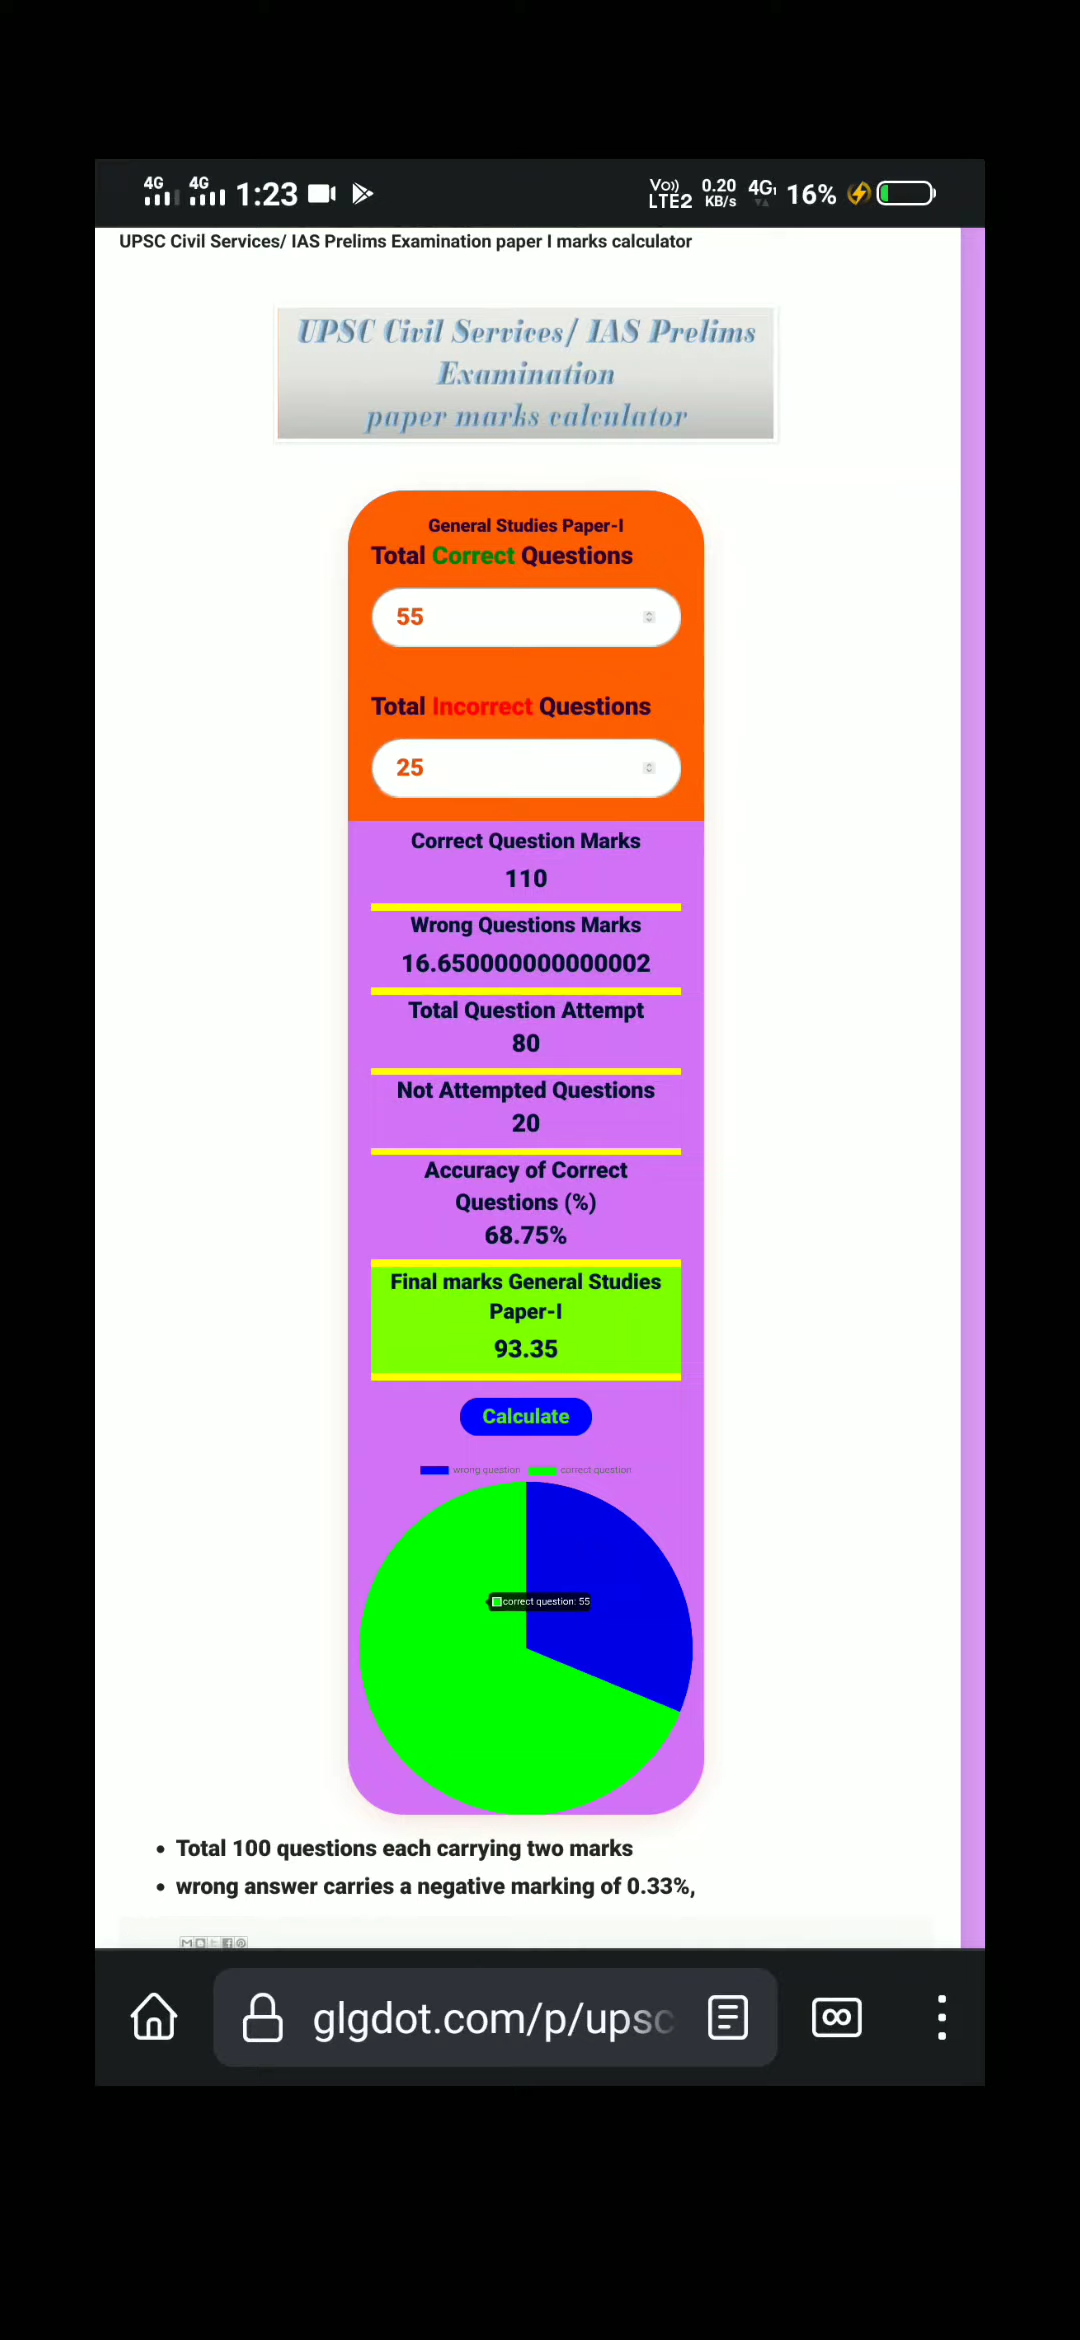 4G 4G 1:23 Vo)) LTE2 0.20 KB/s 4G 16%
UPSC Civil Services/ IAS Prelims Examination paper I marks calculator
UPSC Civil Services/ IAS Prelims
Examination
paper marks calculator
General Studies Paper-I
Total Correct Questions
55
Total Incorrect Questions
25
Correct Question Marks
110
Wrong Questions Marks
16.650000000000002
Total Question Attempt
80
Not Attempted Questions
20
Accuracy of Correct
Questions (%)
68.75%
Final marks General Studies
Paper-I
93.35
Calculate
wrong question correct question
correct question: 55
• Total 100 questions each carrying two marks
• wrong answer carries a negative marking of 0.33%,
glgdot.com/p/upsc